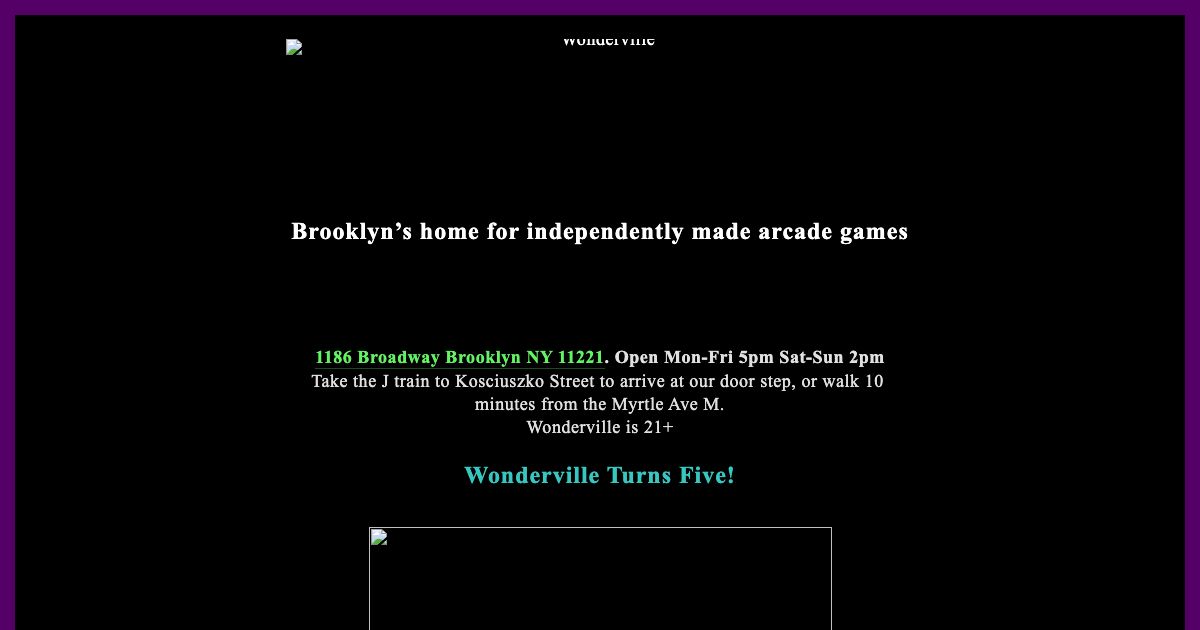 Wonderville
Brooklyn’s home for independently made arcade games
1186 Broadway Brooklyn NY 11221. Open Mon-Fri 5pm Sat-Sun 2pm
Take the J train to Kosciuszko Street to arrive at our door step, or walk 10
minutes from the Myrtle Ave M.
Wonderville is 21+
Wonderville Turns Five!